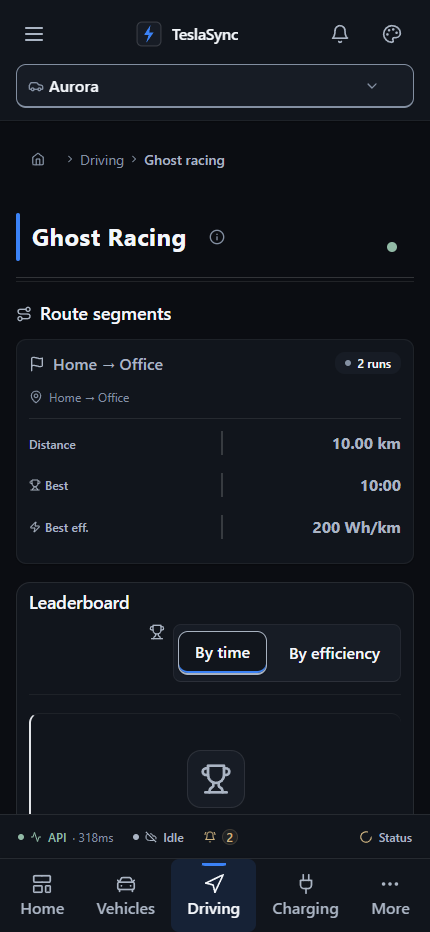 TeslaSync
Aurora
Driving
Ghost racing
Ghost Racing
Route segments
Home → Office
2 runs
Home → Office
Distance
10.00 km
Best
10:00
Best eff.
200 Wh/km
Leaderboard
By time
By efficiency
API · 318ms
Idle
2
Status
Home
Vehicles
Driving
Charging
More